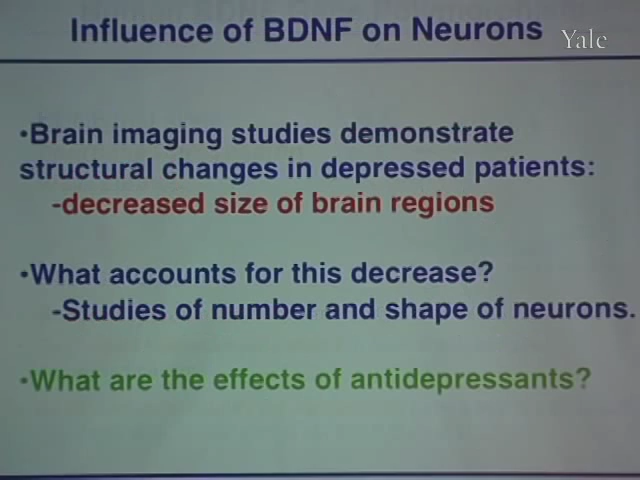 Influence of BDNF on Neurons
Yale
•Brain imaging studies demonstrate
structural changes in depressed patients:
-decreased size of brain regions
•What accounts for this decrease?
-Studies of number and shape of neurons.
•What are the effects of antidepressants?